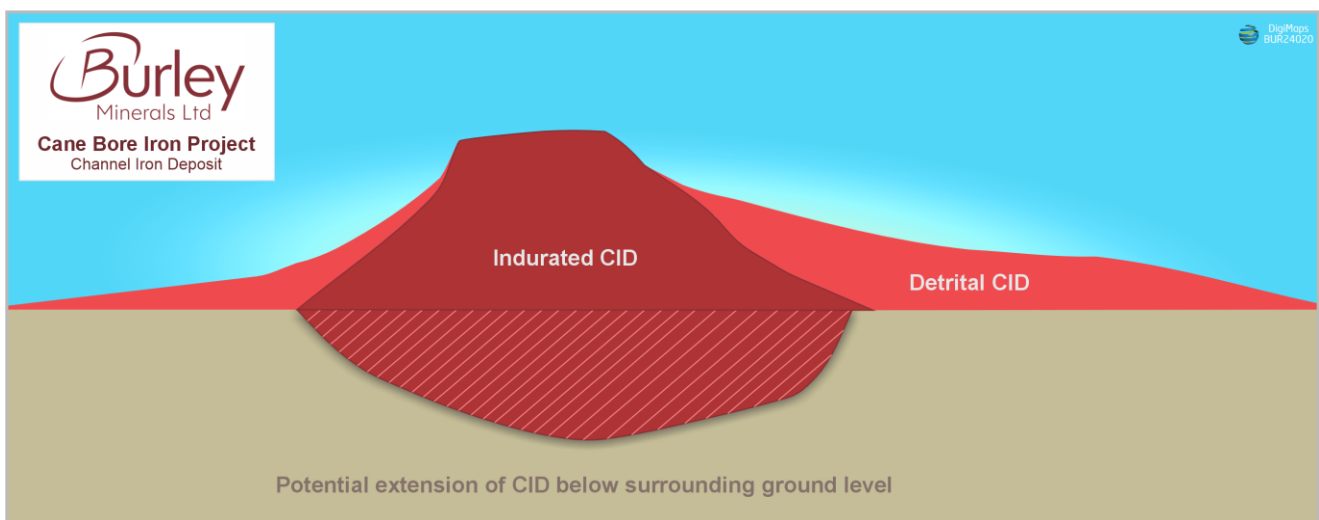 Burley
Minerals Ltd
Cane Bore Iron Project
Channel Iron Deposit
DigiMaps
BUR24020
Indurated CID
Detrital CID
Potential extension of CID below surrounding ground level